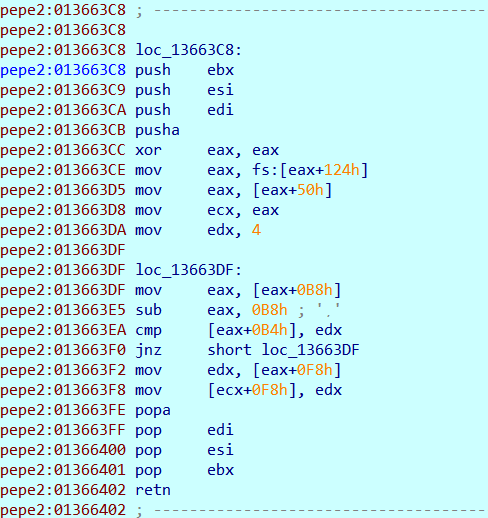 pepe2:013663C8 ; -------------------------------------
pepe2:013663C8
pepe2:013663C8 loc_13663C8:
pepe2:013663C8 push    ebx
pepe2:013663C9 push    esi
pepe2:013663CA push    edi
pepe2:013663CB pusha
pepe2:013663CC xor     eax, eax
pepe2:013663CE mov     eax, fs:[eax+124h]
pepe2:013663D5 mov     eax, [eax+50h]
pepe2:013663D8 mov     ecx, eax
pepe2:013663DA mov     edx, 4
pepe2:013663DF
pepe2:013663DF loc_13663DF:
pepe2:013663DF mov     eax, [eax+0B8h]
pepe2:013663E5 sub     eax, 0B8h ; '.'
pepe2:013663EA cmp     [eax+0B4h], edx
pepe2:013663F0 jnz     short loc_13663DF
pepe2:013663F2 mov     edx, [eax+0F8h]
pepe2:013663F8 mov     [ecx+0F8h], edx
pepe2:013663FE popa
pepe2:013663FF pop     edi
pepe2:01366400 pop     esi
pepe2:01366401 pop     ebx
pepe2:01366402 retn
pepe2:01366402 ; -------------------------------------